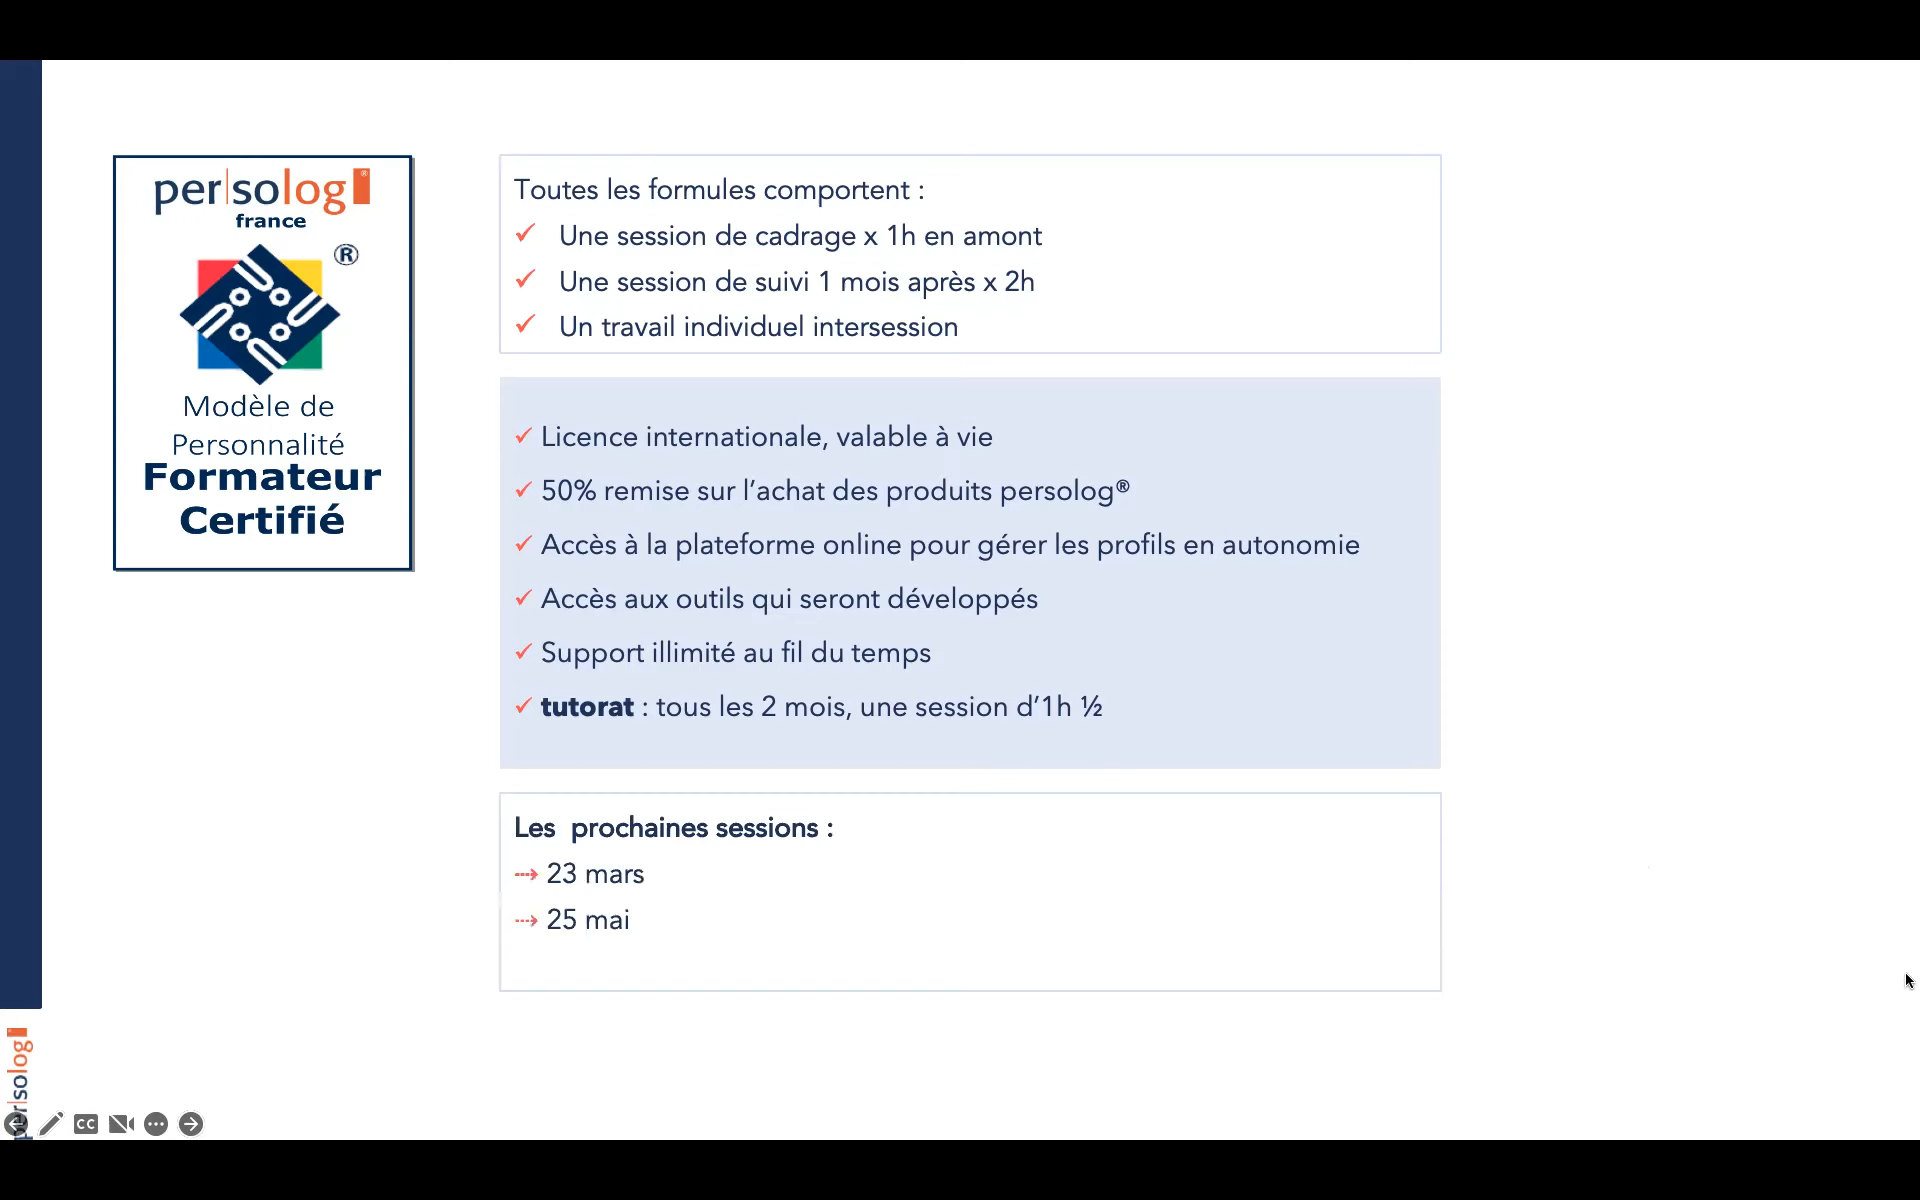 persolog®
france
®
Modèle de
Personnalité
Formateur
Certifié
Toutes les formules comportent :
✓ Une session de cadrage x 1h en amont
✓ Une session de suivi 1 mois après x 2h
✓ Un travail individuel intersession
✓ Licence internationale, valable à vie
✓ 50% remise sur l’achat des produits persolog®
✓ Accès à la plateforme online pour gérer les profils en autonomie
✓ Accès aux outils qui seront développés
✓ Support illimité au fil du temps
✓ tutorat : tous les 2 mois, une session d’1h ½
Les  prochaines sessions :
⇢ 23 mars
⇢ 25 mai
persolog
CC